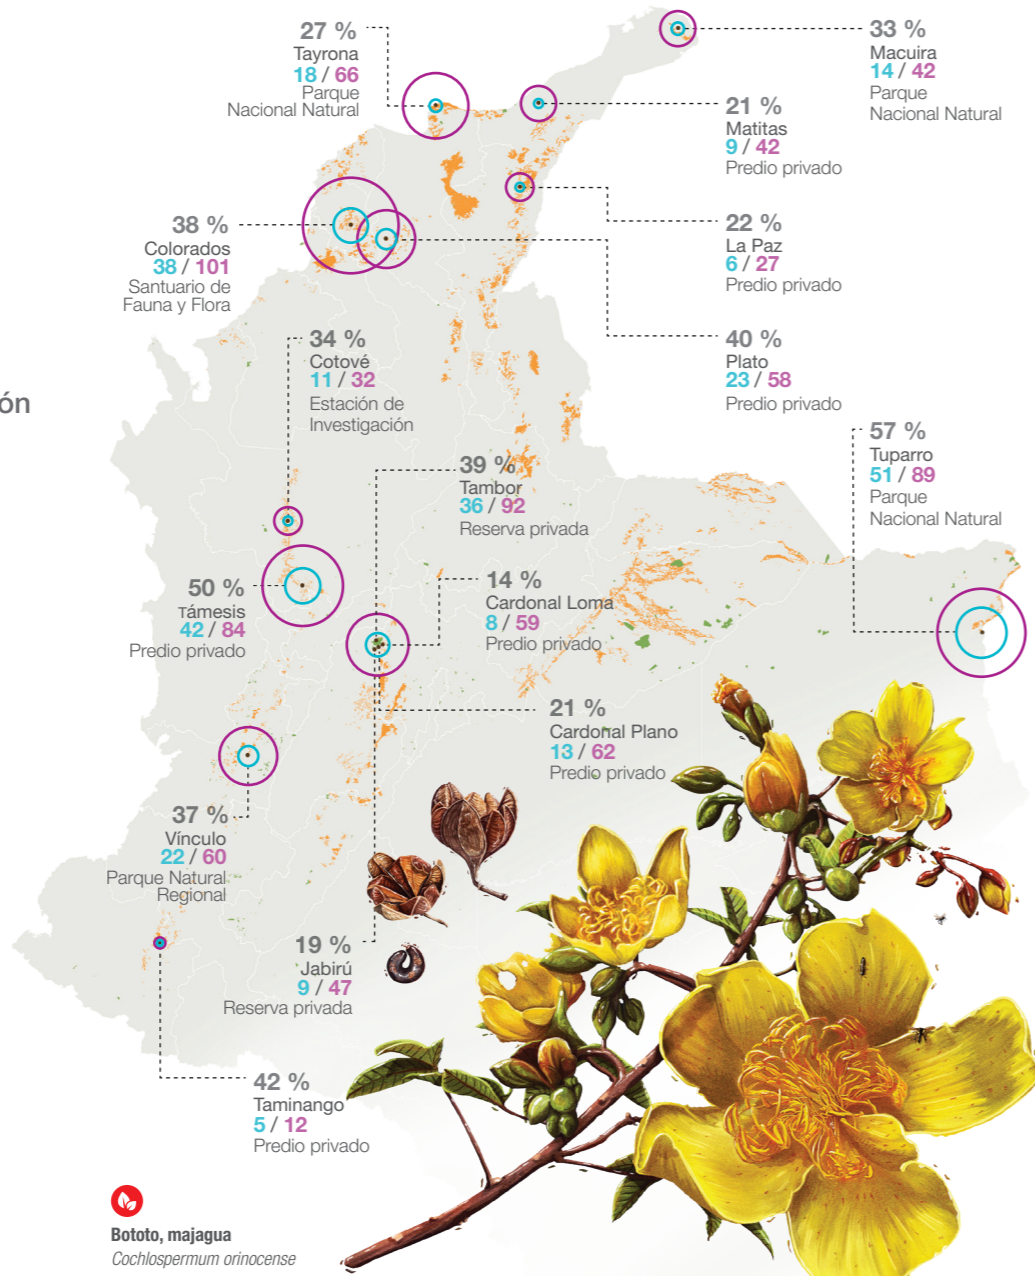 27 %
Tayrona
18 / 66
Parque
Nacional Natural
33 %
Macuira
14 / 42
Parque
Nacional Natural
21 %
Matitas
9 / 42
Predio privado
38 %
Colorados
38 / 101
Santuario de
Fauna y Flora
22 %
La Paz
6 / 27
Predio privado
34 %
Cotové
11 / 32
Estación de
Investigación
40 %
Plato
23 / 58
Predio privado
ón
39 %
Tambor
36 / 92
Reserva privada
57 %
Tuparro
51 / 89
Parque
Nacional Natural
50 %
Támesis
42 / 84
Predio privado
14 %
Cardonal Loma
8 / 59
Predio privado
21 %
Cardonal Plano
13 / 62
Predio privado
37 %
Vínculo
22 / 60
Parque Natural
Regional
19 %
Jabirú
9 / 47
Reserva privada
42 %
Taminango
5 / 12
Predio privado
Bototo, majagua
Cochlospermum orinocense